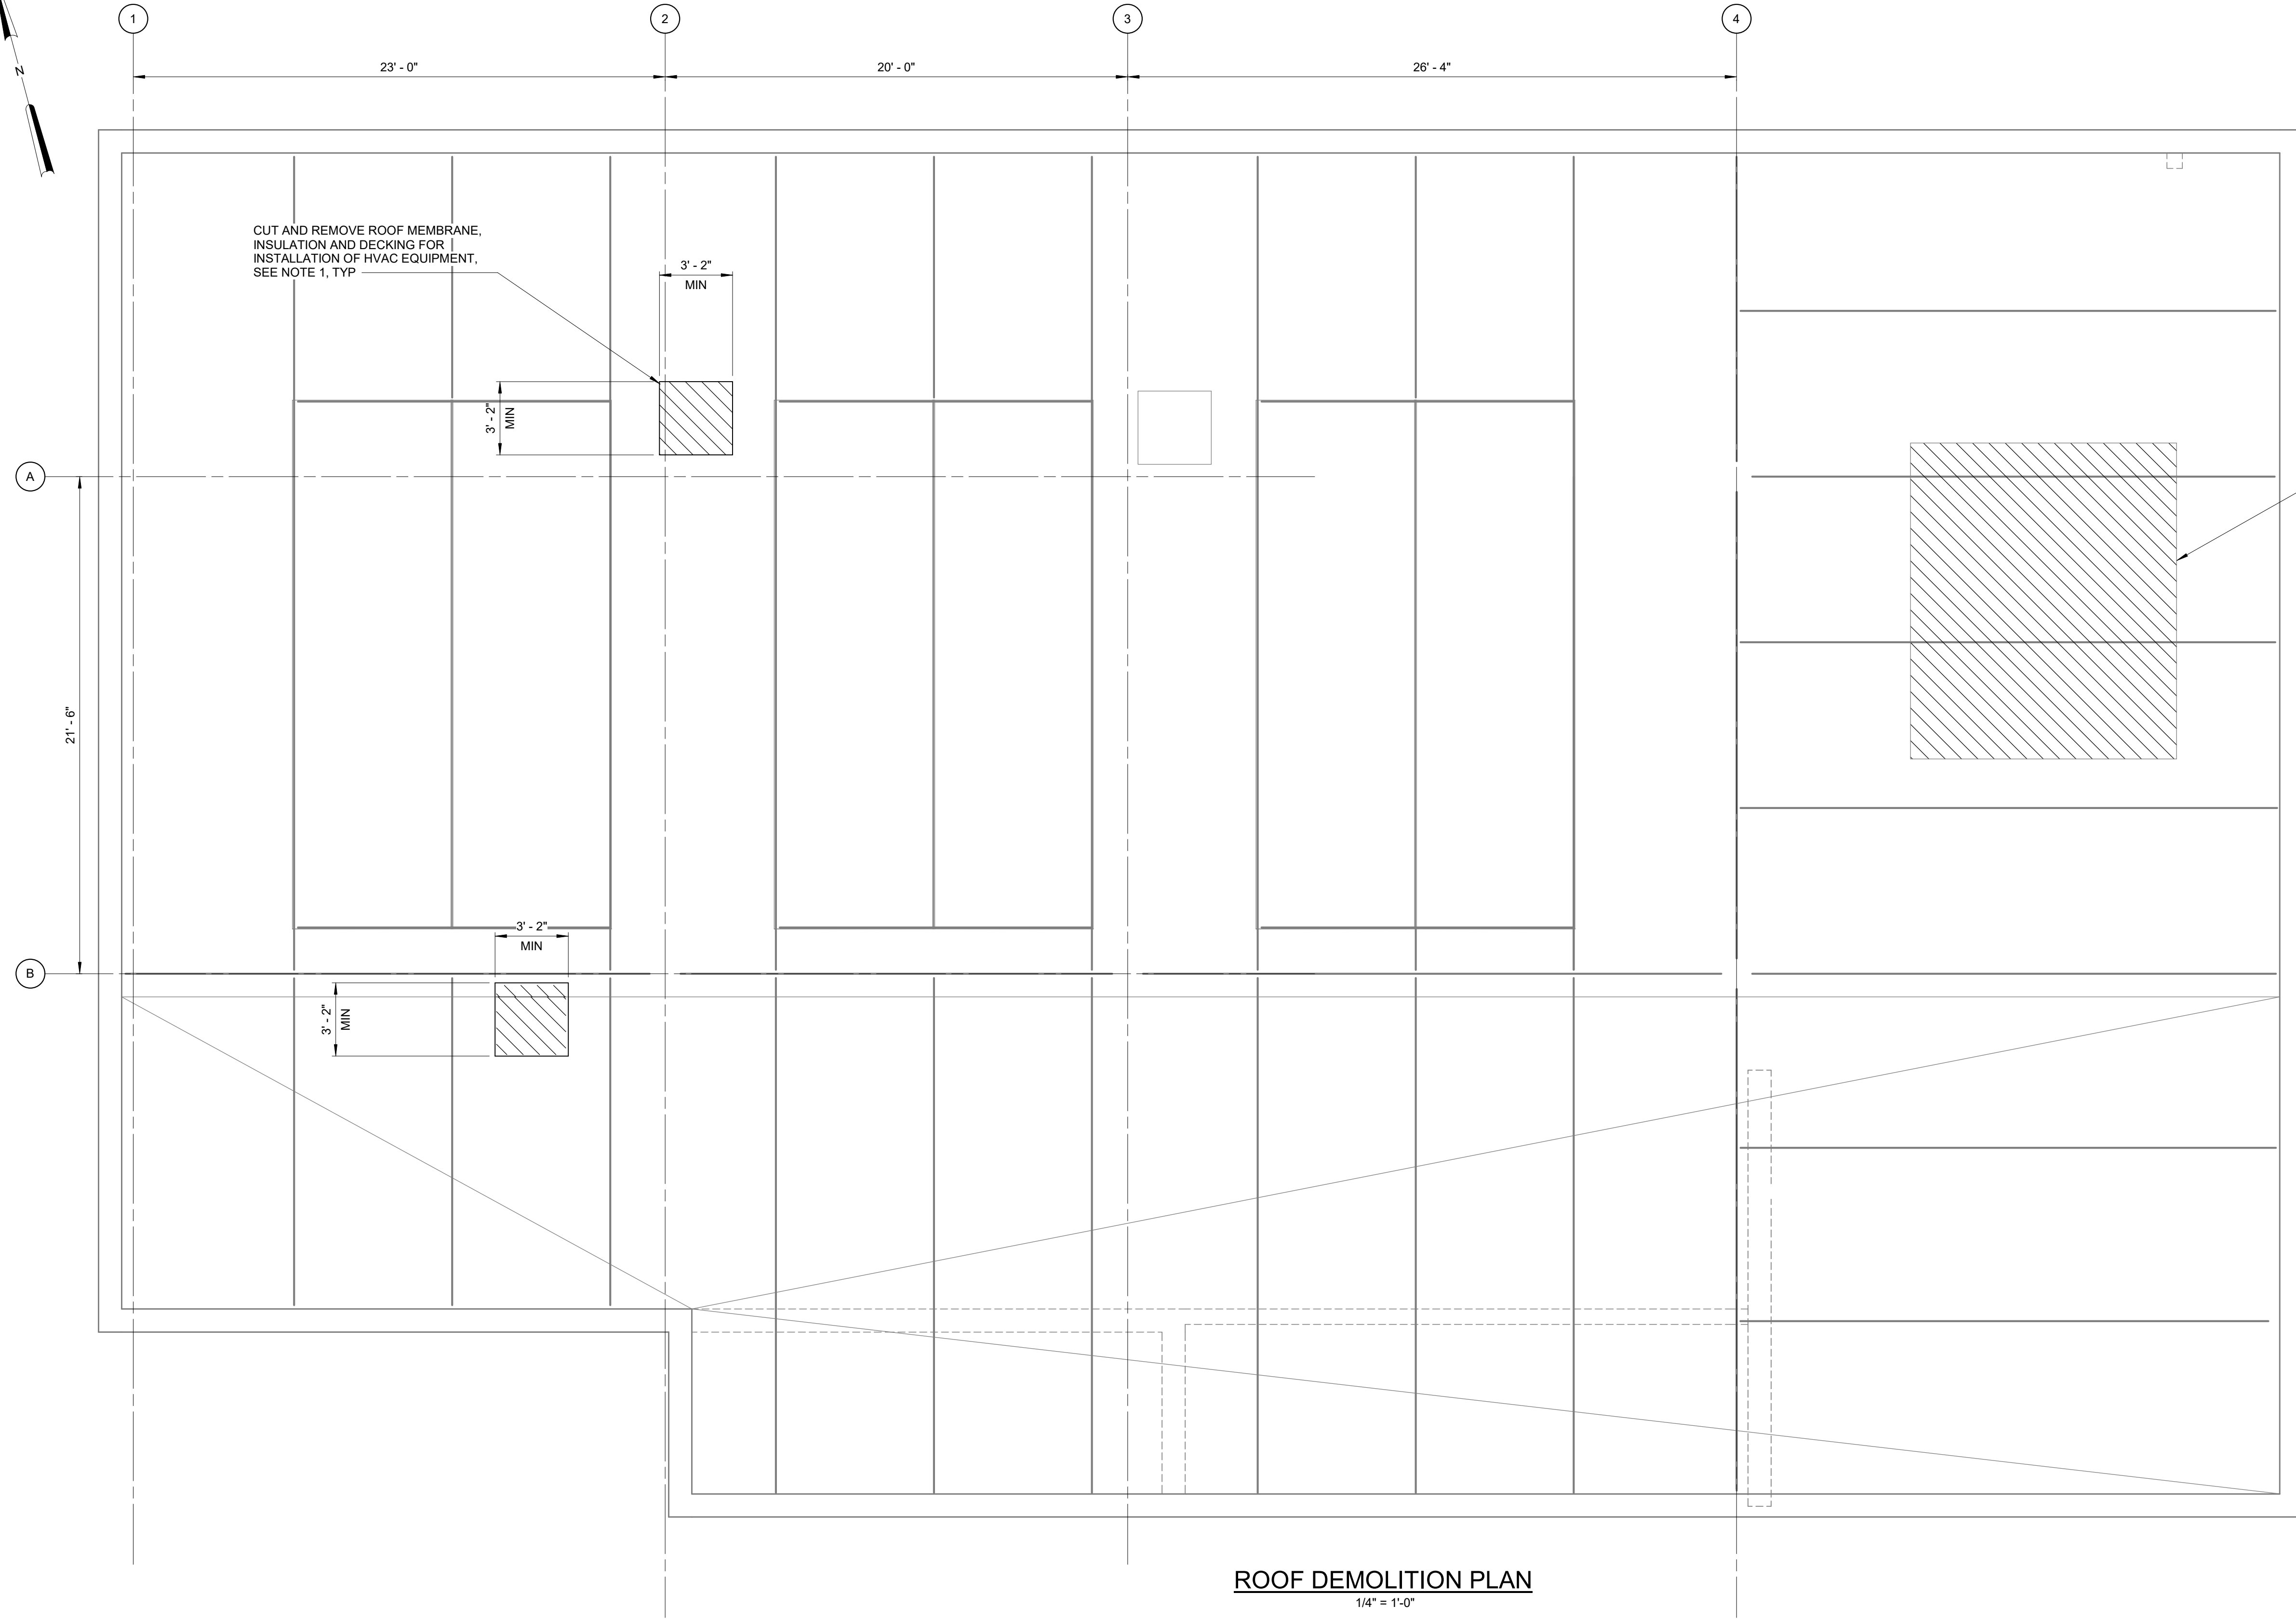 1
2
3
4
N
23' - 0"
20' - 0"
26' - 4"
CUT AND REMOVE ROOF MEMBRANE,
INSULATION AND DECKING FOR
INSTALLATION OF HVAC EQUIPMENT,
SEE NOTE 1, TYP
3' - 2"
MIN
3' - 2"
MIN
A
21' - 6"
B
3' - 2"
MIN
3' - 2"
MIN
ROOF DEMOLITION PLAN
1/4" = 1'-0"